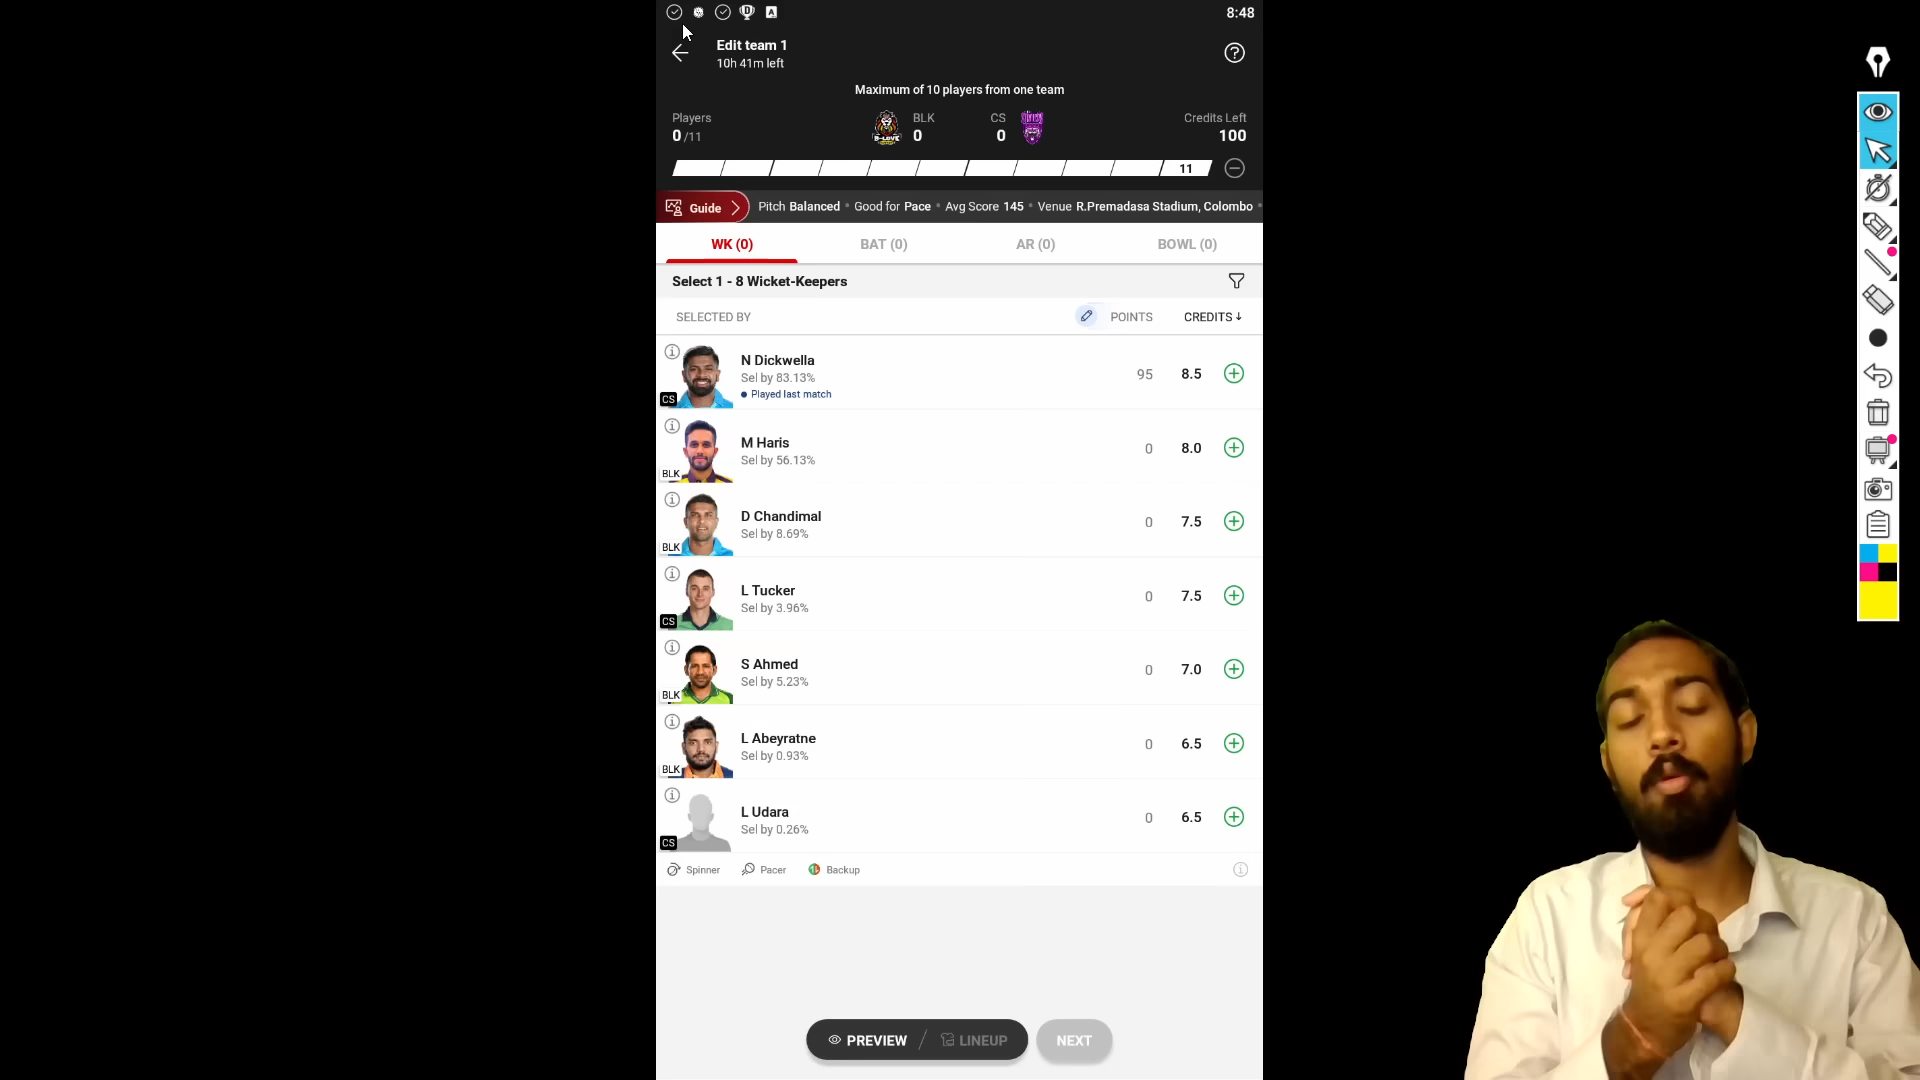 8:48
Edit team 1
10h 41m left
Maximum of 10 players from one team
Players BLK CS Credits Left
0 /11 0 0 100
11
Guide Pitch Balanced • Good for Pace • Avg Score 145 • Venue R.Premadasa Stadium, Colombo
WK (0) BAT (0) AR (0) BOWL (0)
Select 1 - 8 Wicket-Keepers
SELECTED BY POINTS CREDITS↓
N Dickwella
Sel by 83.13%
Played last match
CS
95 8.5
M Haris
Sel by 56.13%
BLK
0 8.0
D Chandimal
Sel by 8.69%
BLK
0 7.5
L Tucker
Sel by 3.96%
CS
0 7.5
S Ahmed
Sel by 5.23%
BLK
0 7.0
L Abeyratne
Sel by 0.93%
BLK
0 6.5
L Udara
Sel by 0.26%
CS
0 6.5
Spinner Pacer Backup
PREVIEW / LINEUP NEXT